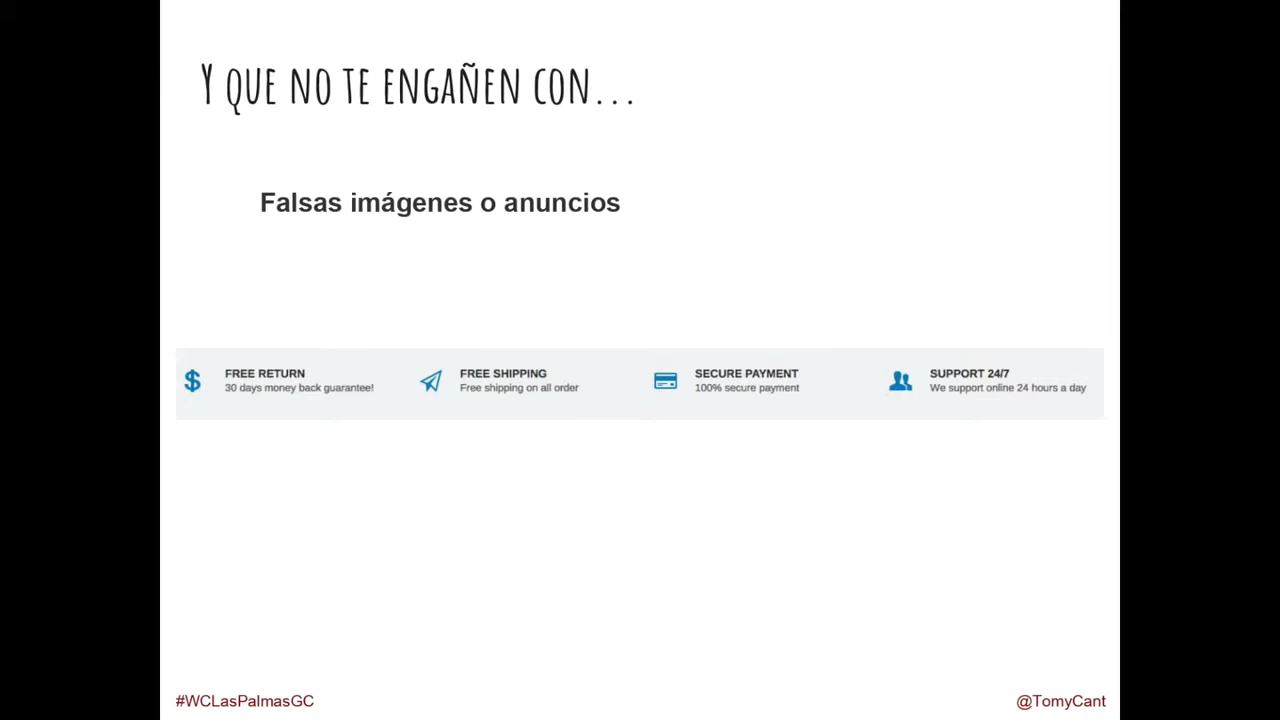 Y que no te engañen con...
Falsas imágenes o anuncios
FREE RETURN
30 days money back guarantee!
FREE SHIPPING
Free shipping on all order
SECURE PAYMENT
100% secure payment
SUPPORT 24/7
We support online 24 hours a day
#WCLasPalmasGC
@TomyCant